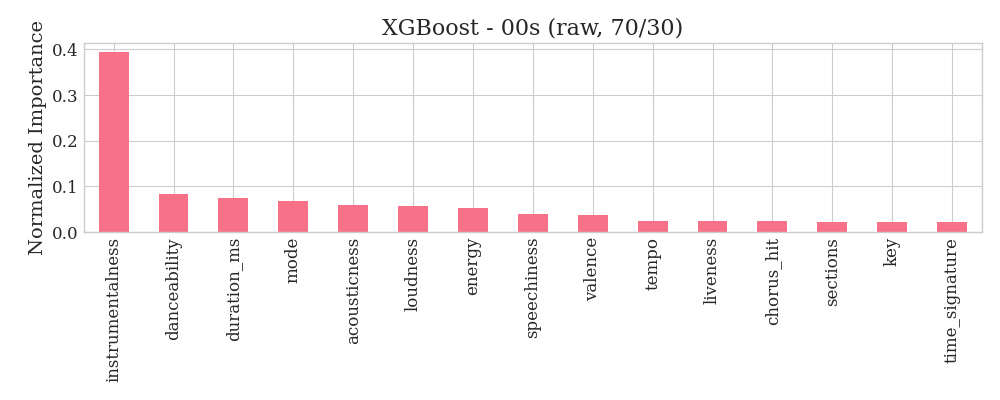 XGBoost - 00s (raw, 70/30)
Normalized Importance
0.4
0.3
0.2
0.1
0.0
instrumentalness
danceability
duration_ms
mode
acousticness
loudness
energy
speechiness
valence
tempo
liveness
chorus_hit
sections
key
time_signature